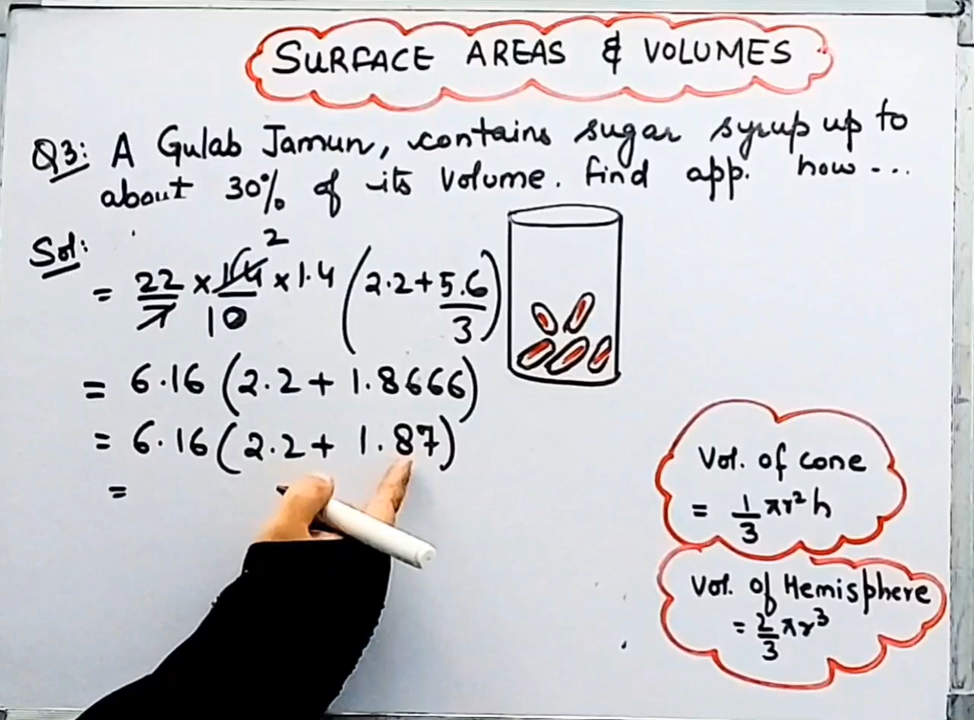 SURFACE AREAS & VOLUMES
Q3: A Gulab Jamun, contains sugar syrup up to
about 30% of its Volume. find app. how...
Sol:
= 22/7 × 14/10 2 × 1.4 (2.2 + 5.6/3)
= 6.16 (2.2 + 1.8666)
= 6.16 (2.2 + 1.87)
=
Vol. of cone
= 1/3 πr²h
Vol. of Hemisphere
= 2/3 πr³